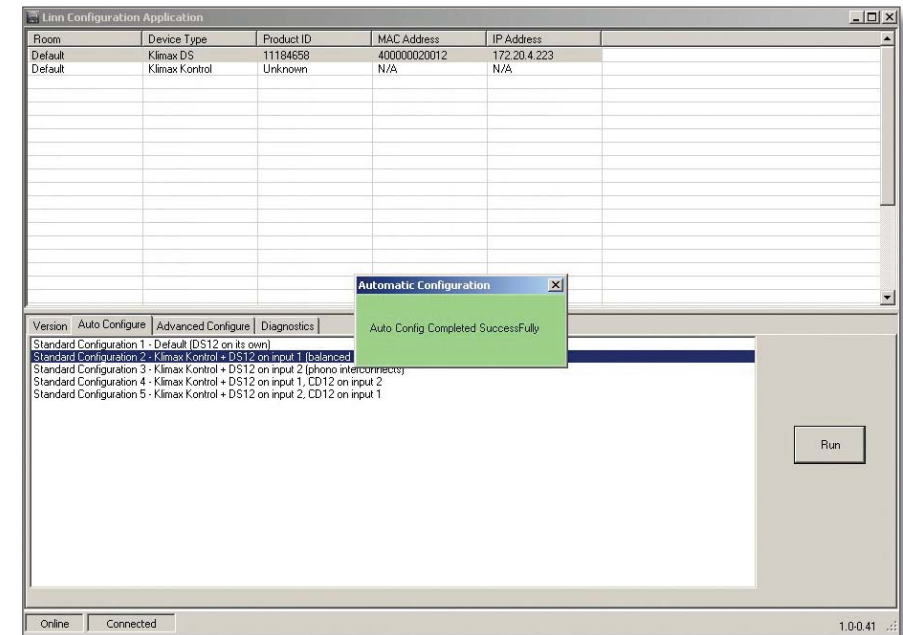 Linn Configuration Application
Room Device Type Product ID MAC Address IP Address
Default Klimax DS 11184658 400000020012 172.20.4.223
Default Klimax Kontrol Unknown N/A N/A
Automatic Configuration
Auto Config Completed SuccessFully
Version Auto Configure Advanced Configure Diagnostics
Standard Configuration 1 - Default (DS12 on its own)
Standard Configuration 2 - Klimax Kontrol + DS12 on input 1 (balanced
Standard Configuration 3 - Klimax Kontrol + DS12 on input 2 (phono interconnects)
Standard Configuration 4 - Klimax Kontrol + DS12 on input 1, CD12 on input 2
Standard Configuration 5 - Klimax Kontrol + DS12 on input 2, CD12 on input 1
Run
Online Connected 1.0-0.41